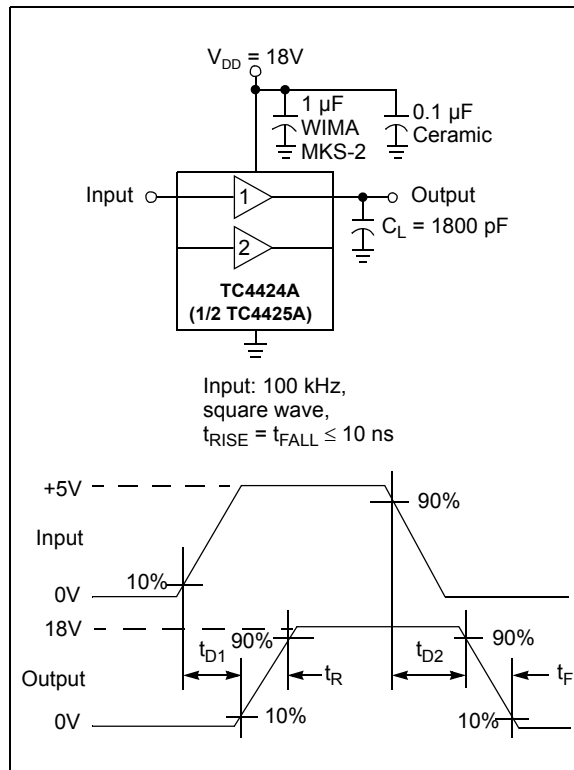 V_DD = 18V
1 µF
WIMA
MKS-2
0.1 µF
Ceramic
Input
1
Output
C_L = 1800 pF
2
TC4424A
(1/2 TC4425A)
Input: 100 kHz,
square wave,
t_RISE = t_FALL ≤ 10 ns
+5V
90%
Input
10%
0V
18V
90%
t_D1
t_R
t_D2
90%
t_F
Output
10%
10%
0V